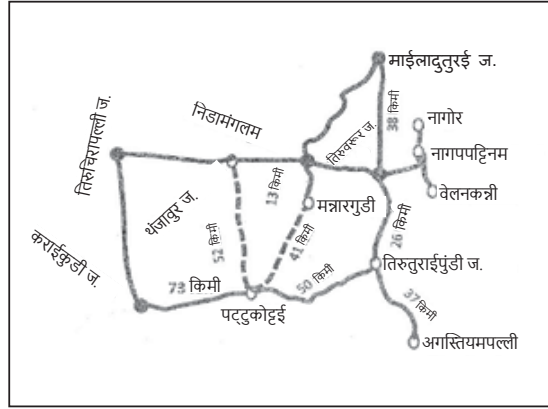 माईलादुतुरई ज.
38 किमी
नागोर
नागपपट्टिनम
वेलनकन्नी
तिरुवरूर ज.
निडामंगलम
तिरुचिरापल्ली ज.
थंजावुर ज.
13 किमी
मन्नारगुडी
52 किमी
41 किमी
26 किमी
कराईकुडी ज.
73 किमी
50 किमी
तिरुतुराईपुंडी ज.
पट्टुकोट्टई
37 किमी
अगस्तियमपल्ली